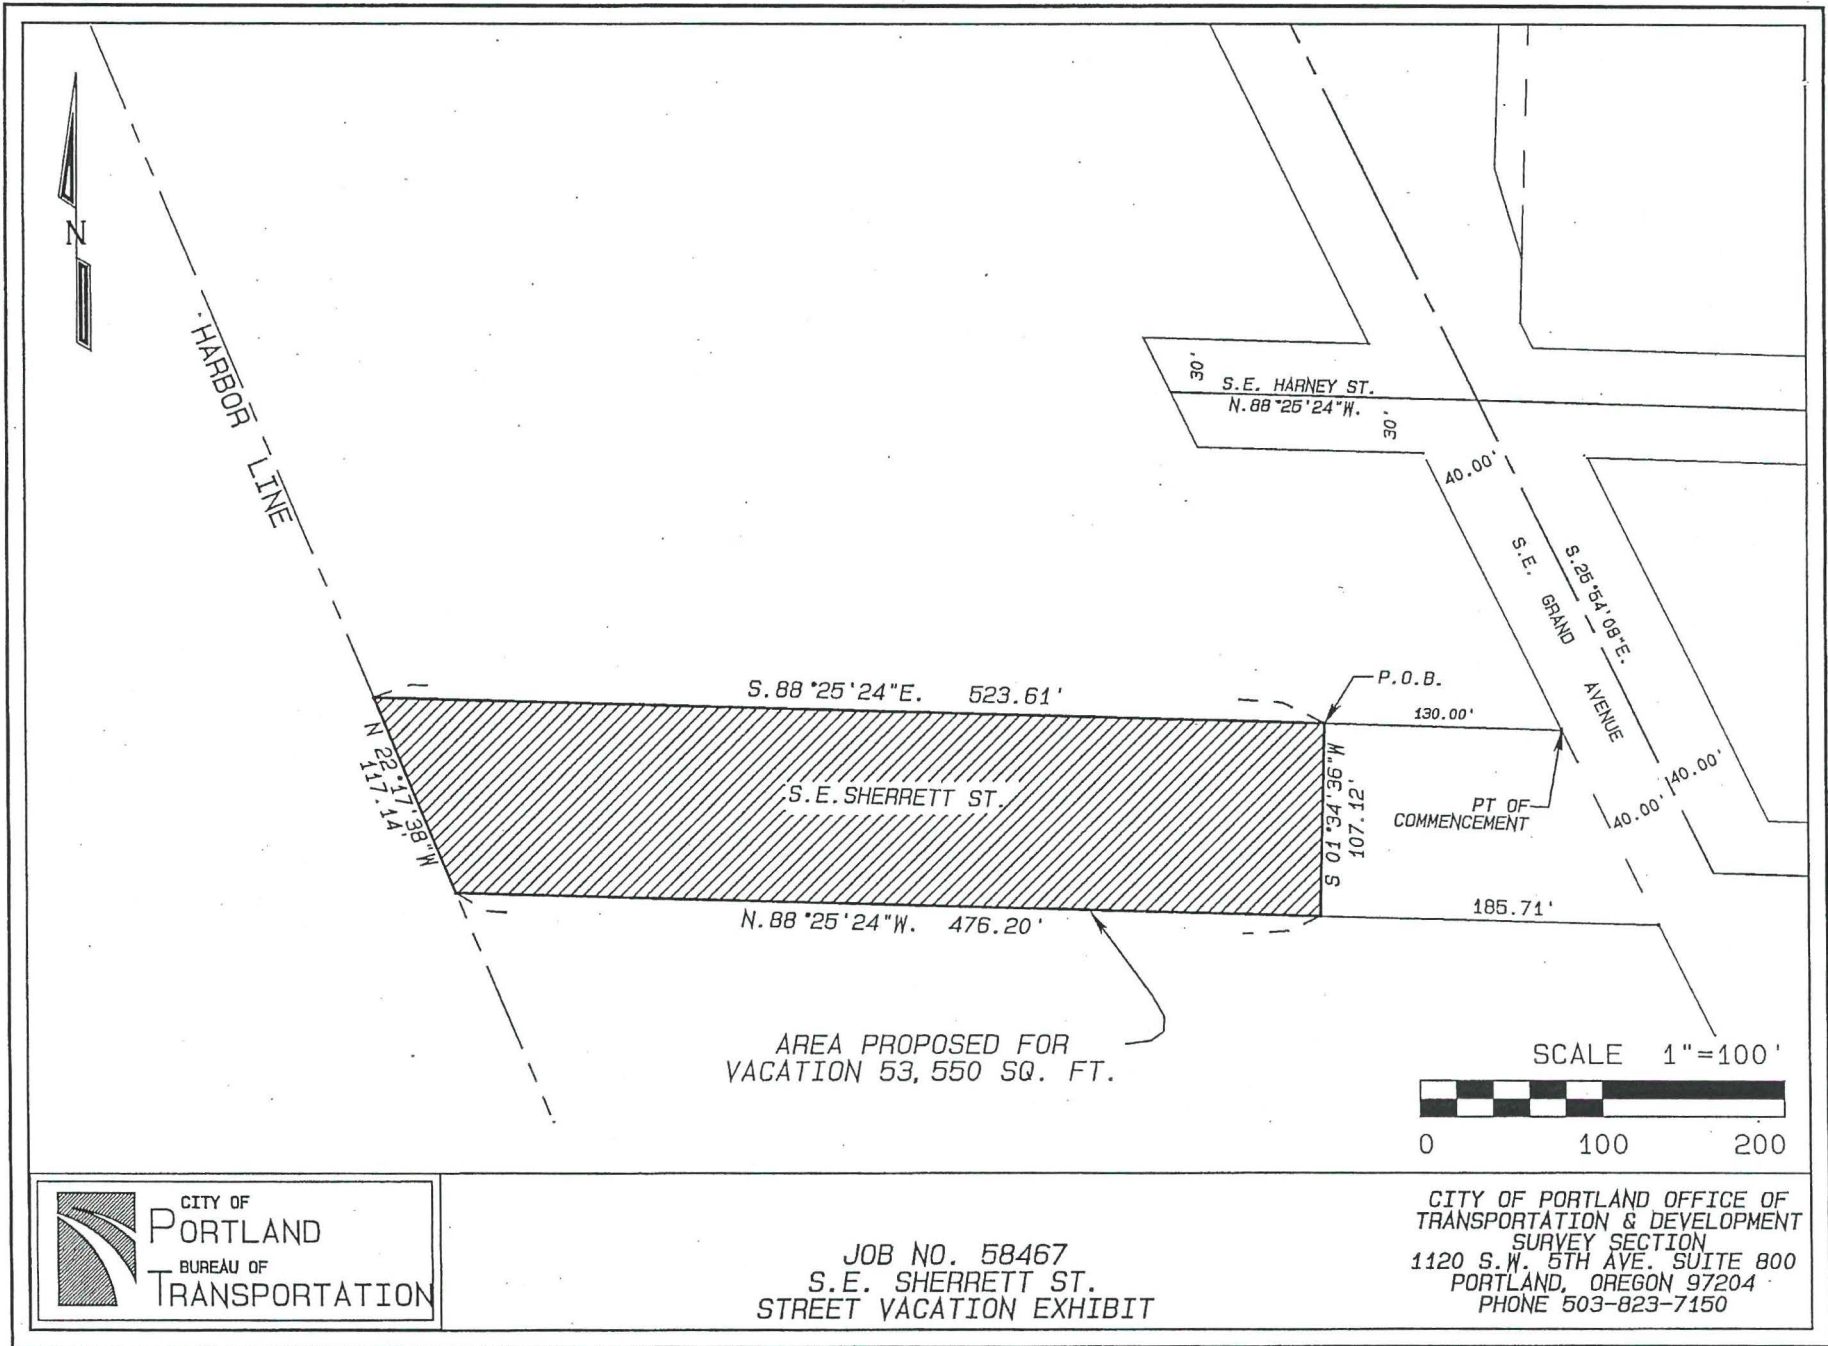 N
HARBOR LINE
30'
S.E. HARNEY ST.
N.88°25'24"W.
30'
40.00'
S.E. GRAND AVENUE
S.25°54'08"E.
P.O.B.
S.88°25'24"E. 523.61'
130.00'
N 22°17'38"W
117.14'
S.E.SHERRETT ST.
S 01°34'36"W
107.12'
PT OF
COMMENCEMENT
40.00'
40.00'
185.71'
N.88°25'24"W. 476.20'
AREA PROPOSED FOR
VACATION 53,550 SQ. FT.
SCALE 1"=100'
0 100 200
CITY OF
PORTLAND
BUREAU OF
TRANSPORTATION
JOB NO. 58467
S.E. SHERRETT ST.
STREET VACATION EXHIBIT
CITY OF PORTLAND OFFICE OF
TRANSPORTATION & DEVELOPMENT
SURVEY SECTION
1120 S.W. 5TH AVE. SUITE 800
PORTLAND, OREGON 97204
PHONE 503-823-7150